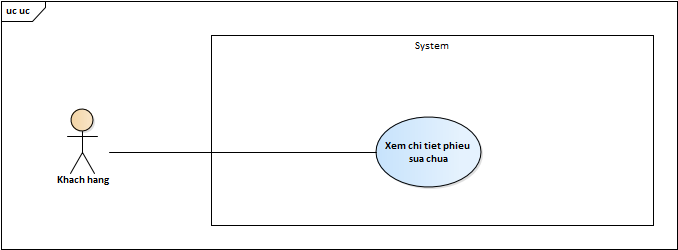 uc uc
System
Xem chi tiet phieu
sua chua
Khach hang